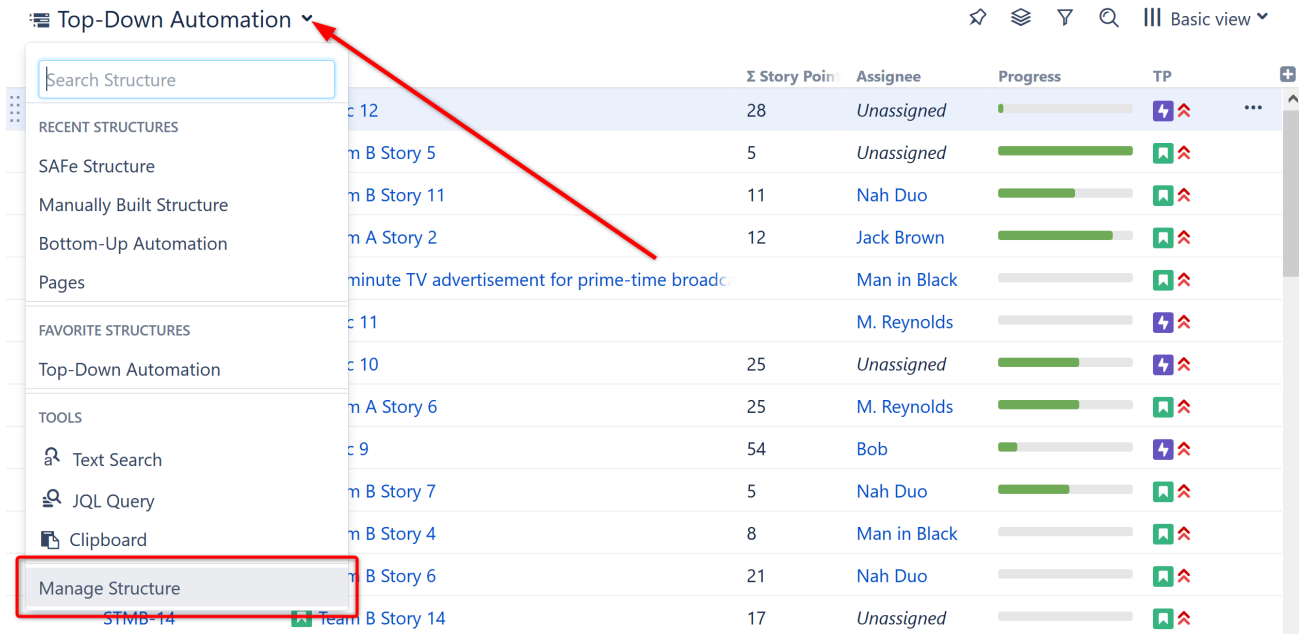 Top-Down Automation
Basic view
Search Structure
Σ Story Poin Assignee Progress TP
c 12 28 Unassigned
RECENT STRUCTURES
m B Story 5 5 Unassigned
SAFe Structure
m B Story 11 11 Nah Duo
Manually Built Structure
m A Story 2 12 Jack Brown
Bottom-Up Automation
minute TV advertisement for prime-time broadc Man in Black
Pages
c 11 M. Reynolds
FAVORITE STRUCTURES
c 10 25 Unassigned
Top-Down Automation
m A Story 6 25 M. Reynolds
TOOLS
c 9 54 Bob
Text Search
m B Story 7 5 Nah Duo
JQL Query
m B Story 4 8 Man in Black
Clipboard
m B Story 6 21 Nah Duo
Manage Structure
STMB-14 Team B Story 14 17 Unassigned